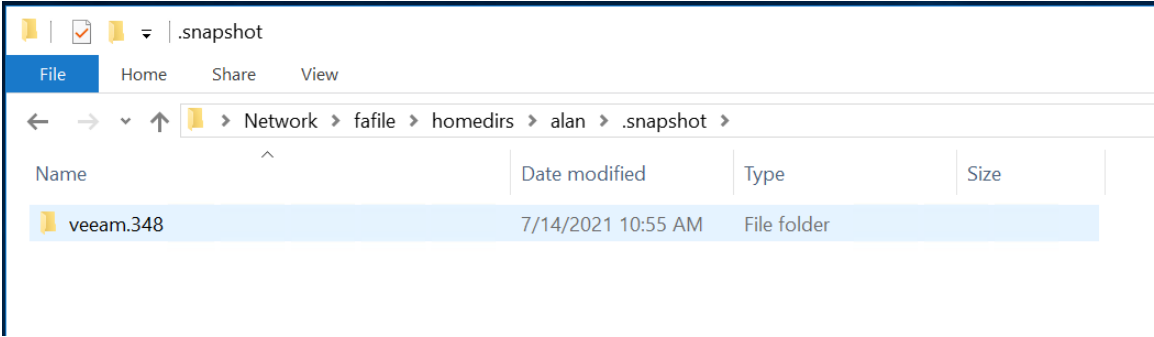 .snapshot
File Home Share View
Network > fafile > homedirs > alan > .snapshot >
Name Date modified Type Size
veeam.348 7/14/2021 10:55 AM File folder